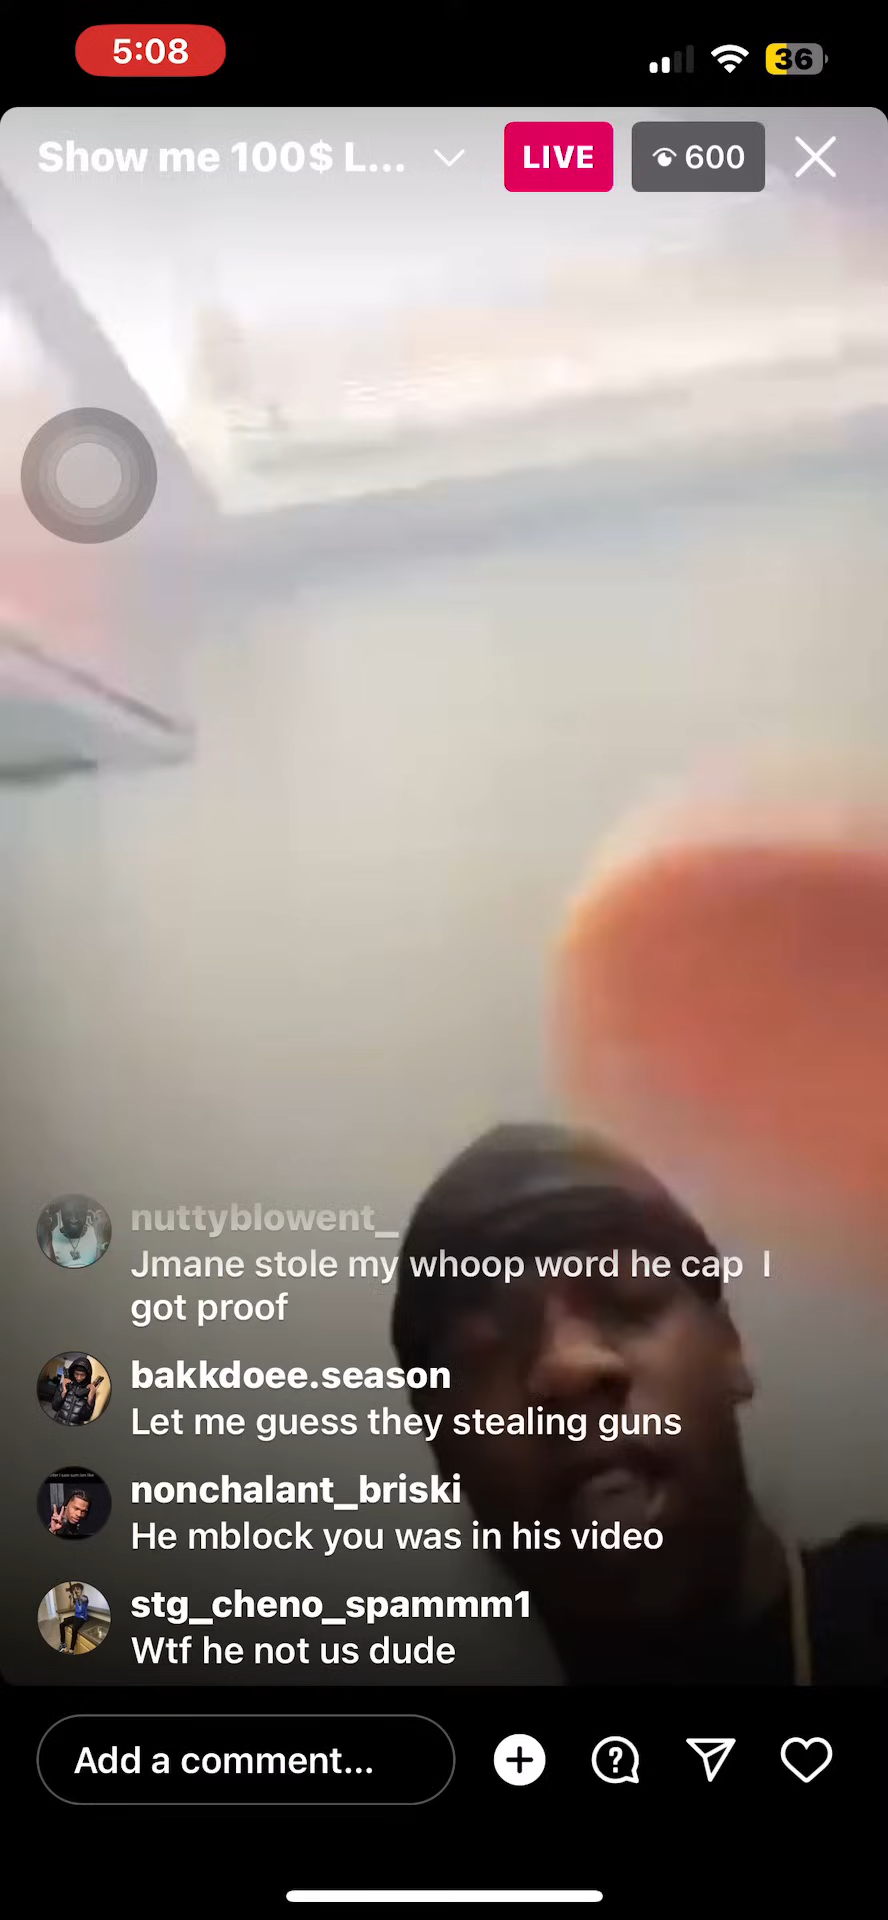 5:08
36
Show me 100$ L...
LIVE
600
nuttyblowent_
Jmane stole my whoop word he cap I
got proof
bakkdoee.season
Let me guess they stealing guns
nonchalant_briski
He mblock you was in his video
stg_cheno_spammm1
Wtf he not us dude
Add a comment...